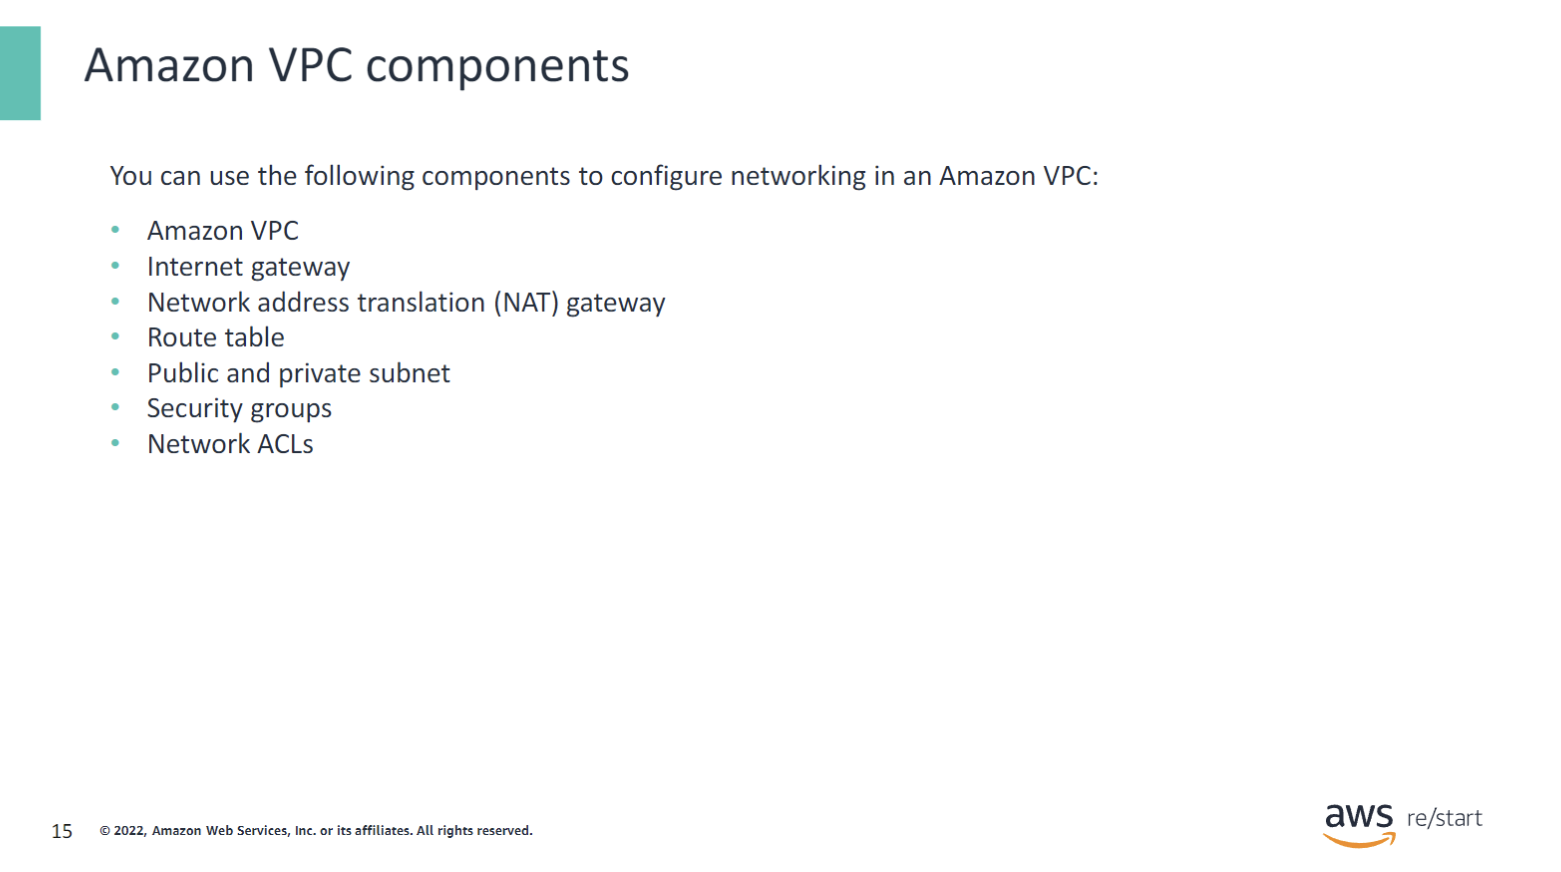 Amazon VPC components
You can use the following components to configure networking in an Amazon VPC:
• Amazon VPC
• Internet gateway
• Network address translation (NAT) gateway
• Route table
• Public and private subnet
• Security groups
• Network ACLs
15 © 2022, Amazon Web Services, Inc. or its affiliates. All rights reserved.
aws re/start